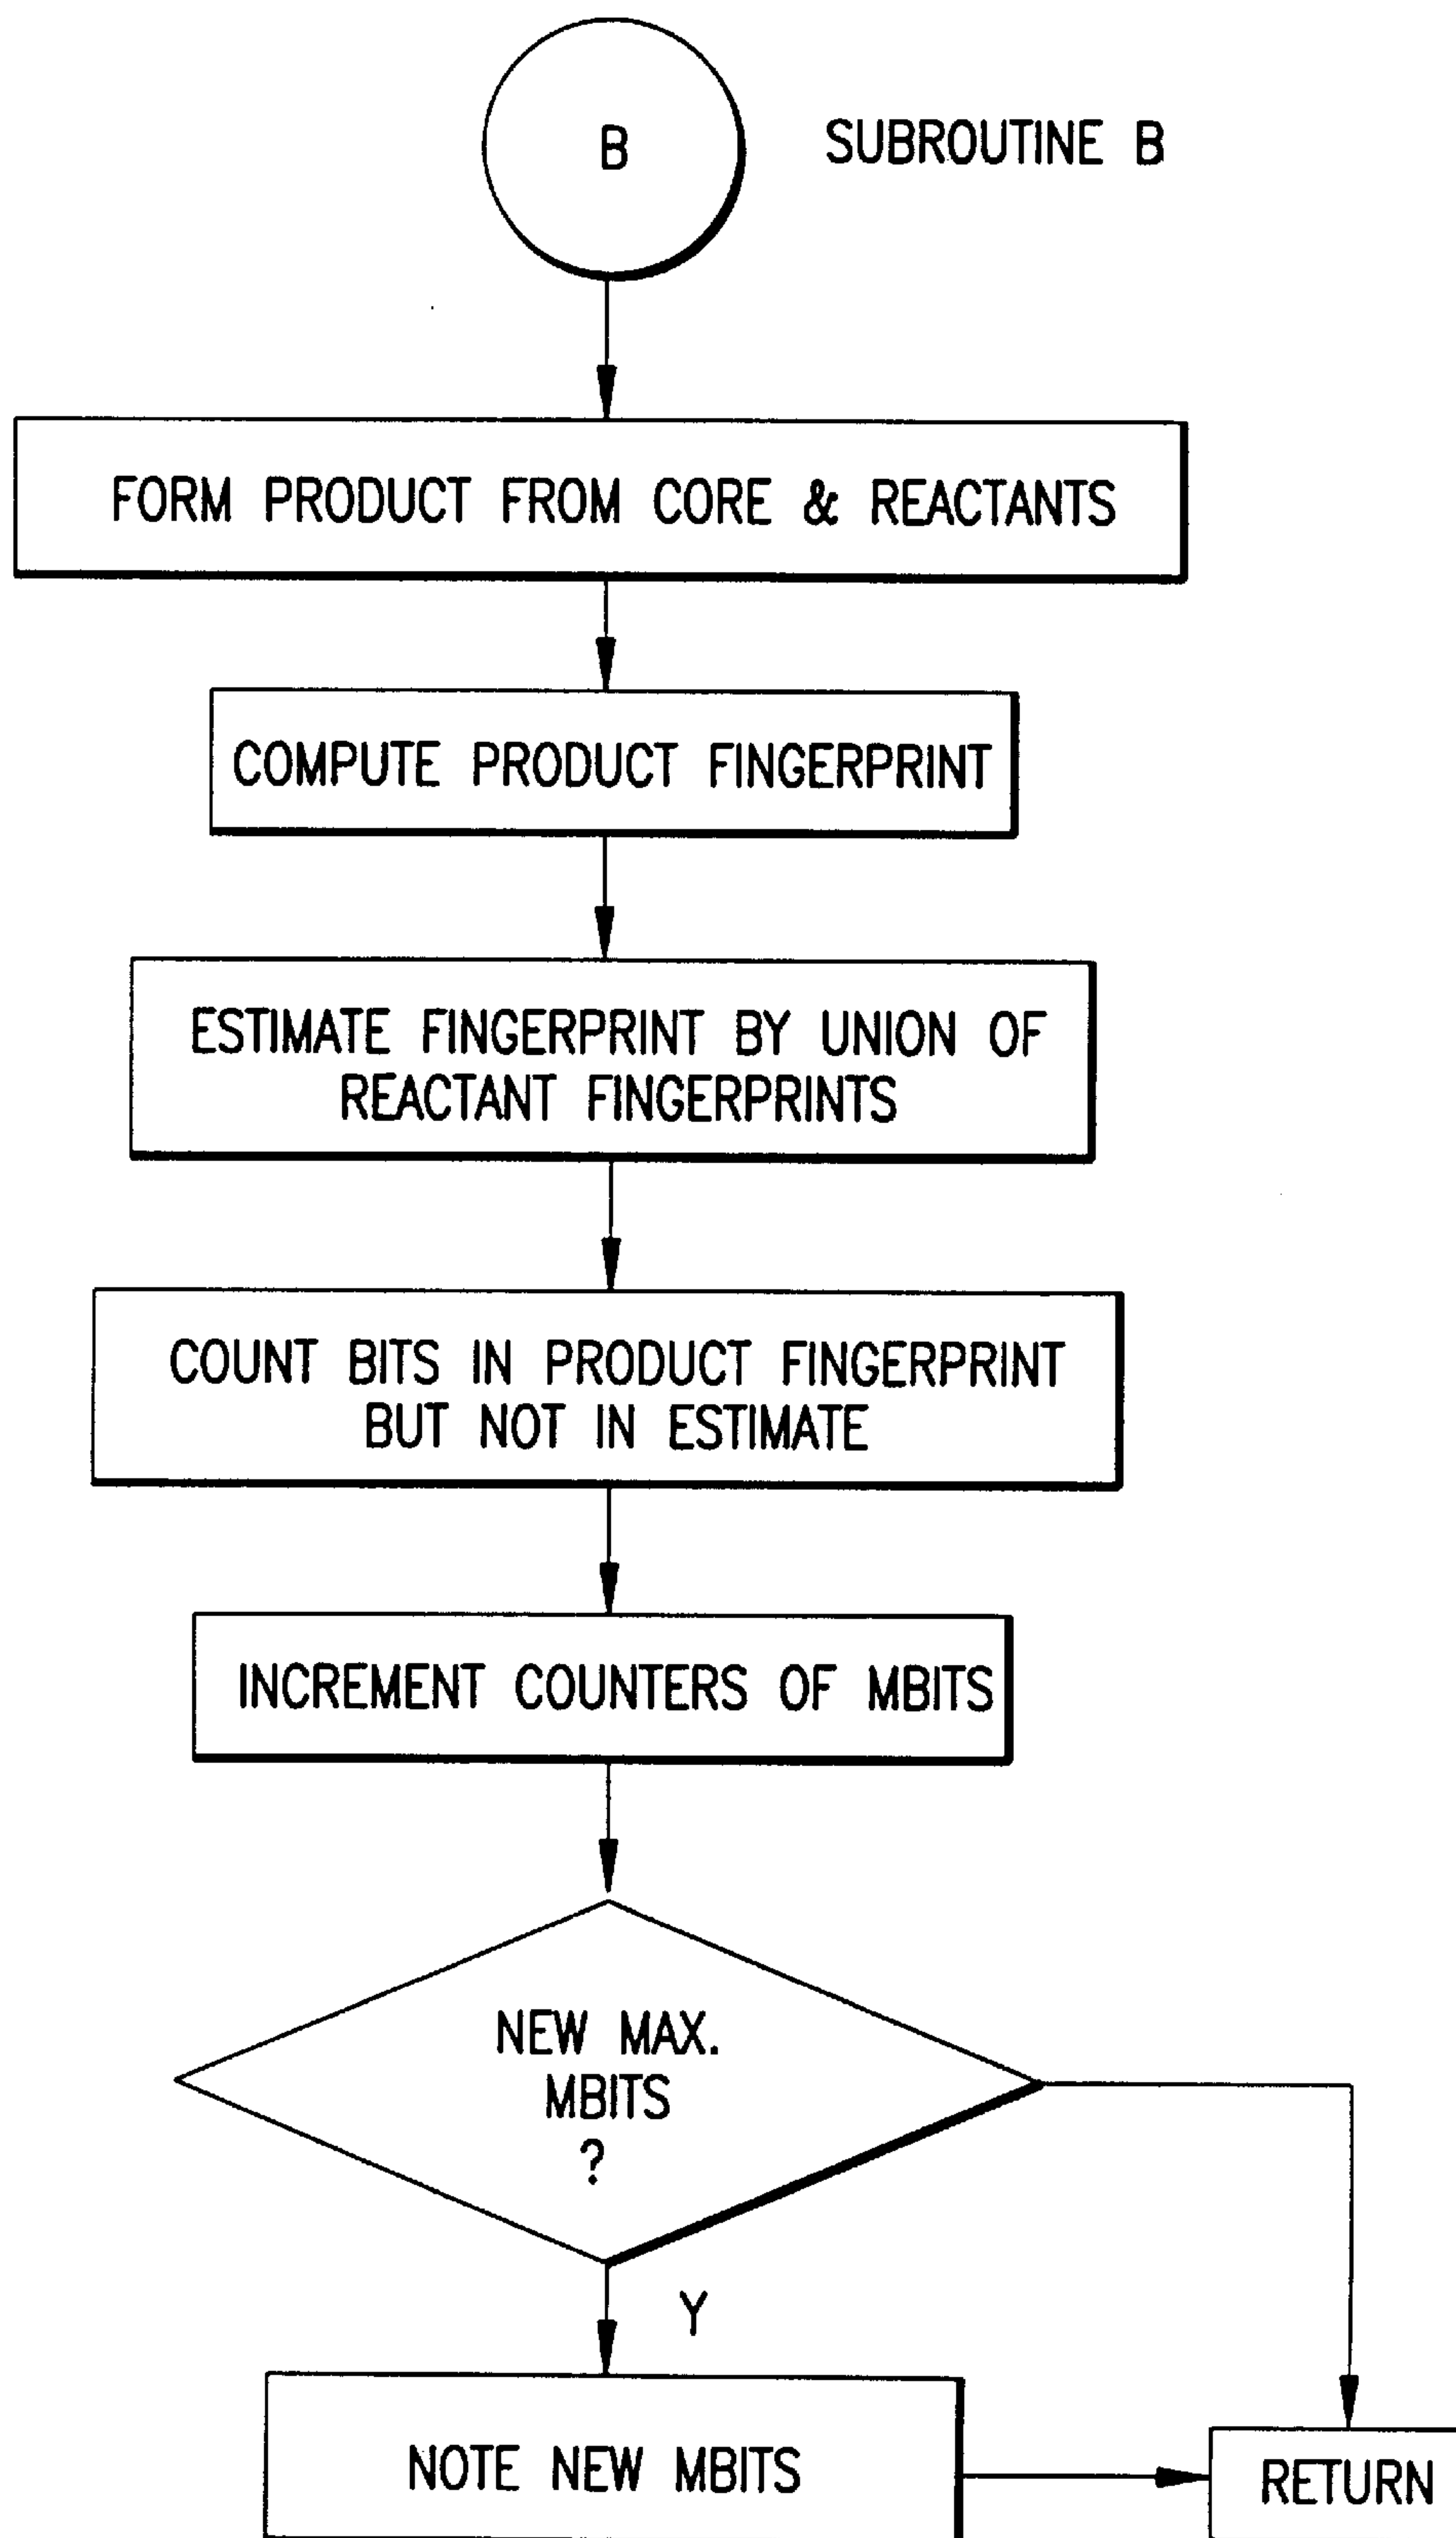 B
SUBROUTINE B
FORM PRODUCT FROM CORE & REACTANTS
COMPUTE PRODUCT FINGERPRINT
ESTIMATE FINGERPRINT BY UNION OF
REACTANT FINGERPRINTS
COUNT BITS IN PRODUCT FINGERPRINT
BUT NOT IN ESTIMATE
INCREMENT COUNTERS OF MBITS
NEW MAX.
MBITS
?
Y
NOTE NEW MBITS
RETURN